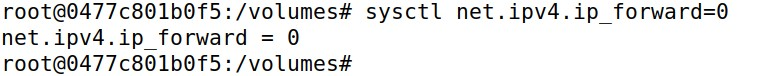 root@0477c801b0f5:/volumes# sysctl net.ipv4.ip_forward=0
net.ipv4.ip_forward = 0
root@0477c801b0f5:/volumes#